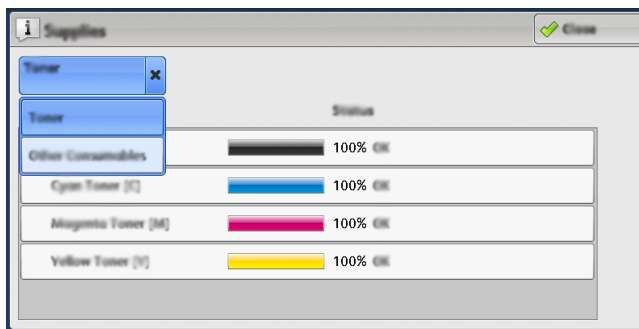 Supplies
Close
Toner
Toner
Status
Other Consumables
100% OK
Cyan Toner [C]
100% OK
Magenta Toner [M]
100% OK
Yellow Toner [Y]
100% OK